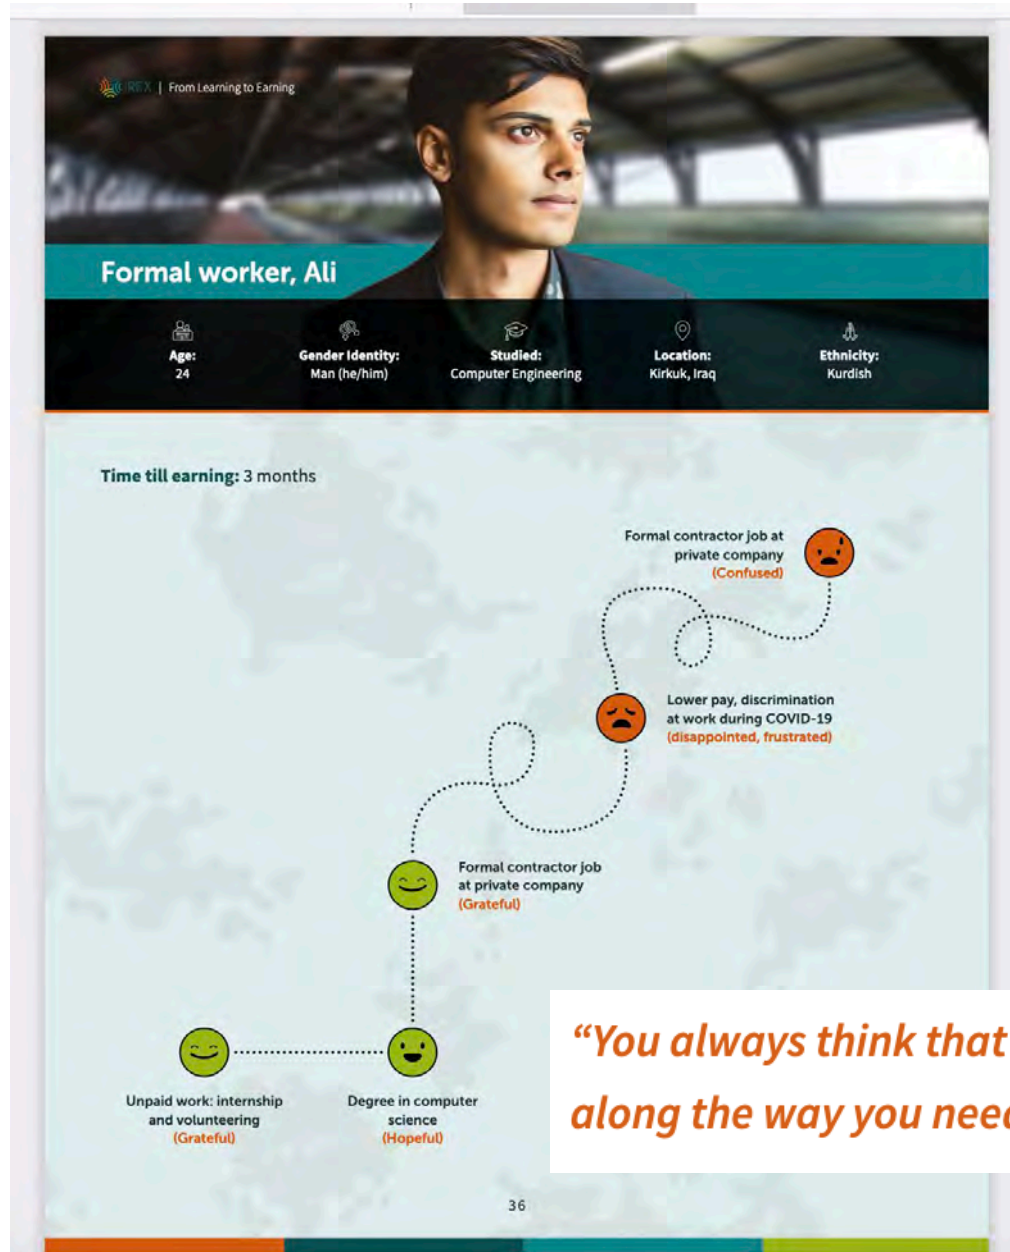 IREX | From Learning to Earning
Formal worker, Ali
Age:
24
Gender Identity:
Man (he/him)
Studied:
Computer Engineering
Location:
Kirkuk, Iraq
Ethnicity:
Kurdish
Time till earning: 3 months
Formal contractor job at
private company
(Confused)
Lower pay, discrimination
at work during COVID-19
(disappointed, frustrated)
Formal contractor job
at private company
(Grateful)
Unpaid work: internship
and volunteering
(Grateful)
Degree in computer
science
(Hopeful)
“You always think that
along the way you need
36